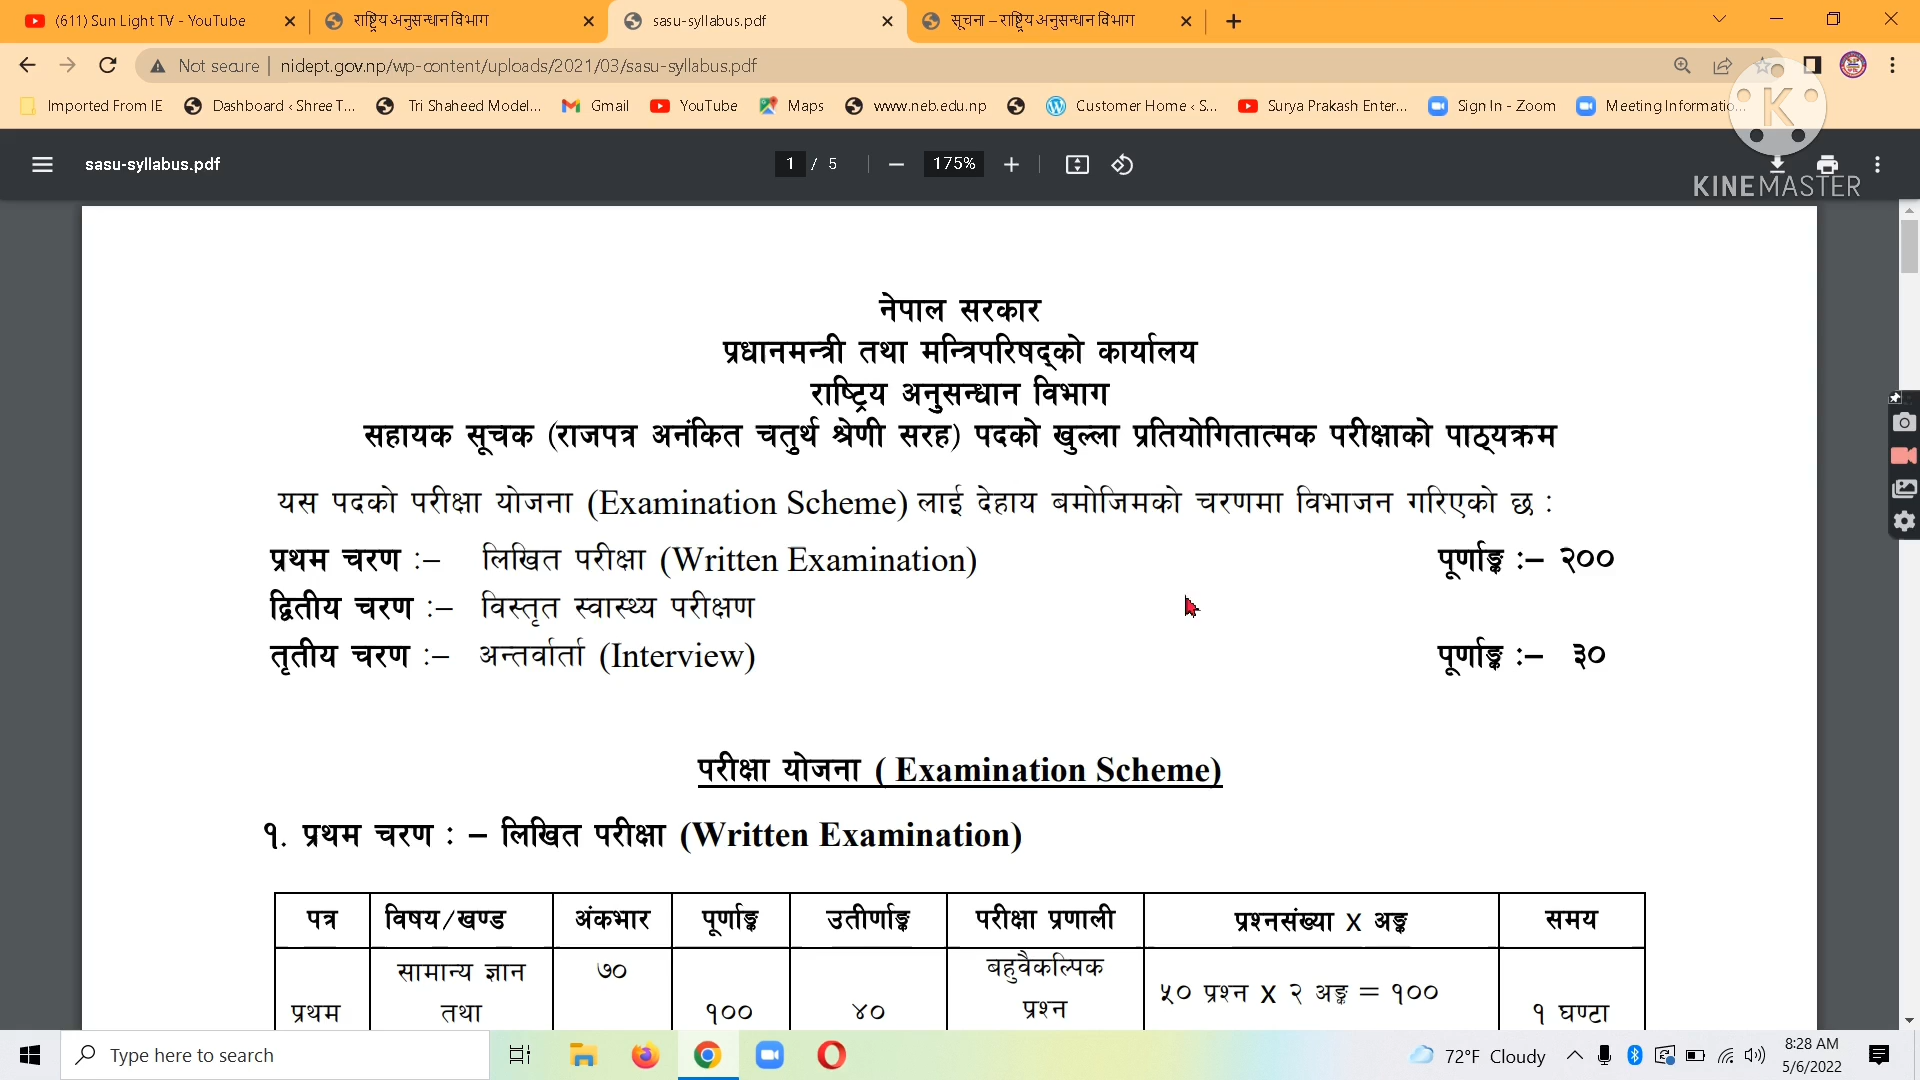 (611) Sun Light TV - YouTube
राष्ट्रिय अनुसन्धान विभाग
sasu-syllabus.pdf
सूचना – राष्ट्रिय अनुसन्धान विभाग
Not secure | nidept.gov.np/wp-content/uploads/2021/03/sasu-syllabus.pdf
Imported From IE
Dashboard ‹ Shree T...
Tri Shaheed Model...
Gmail
YouTube
Maps
www.neb.edu.np
Customer Home ‹ S...
Surya Prakash Enter...
Sign In - Zoom
Meeting Informatio...
K
KINEMASTER
sasu-syllabus.pdf
1 / 5
175%
नेपाल सरकार
प्रधानमन्त्री तथा मन्त्रिपरिषद्को कार्यालय
राष्ट्रिय अनुसन्धान विभाग
सहायक सूचक (राजपत्र अनंकित चतुर्थ श्रेणी सरह) पदको खुल्ला प्रतियोगितात्मक परीक्षाको पाठ्यक्रम
यस पदको परीक्षा योजना (Examination Scheme) लाई देहाय बमोजिमको चरणमा विभाजन गरिएको छ :
प्रथम चरण :– लिखित परीक्षा (Written Examination) पूर्णाङ्क :– २००
द्वितीय चरण :– विस्तृत स्वास्थ्य परीक्षण
तृतीय चरण :– अन्तर्वार्ता (Interview) पूर्णाङ्क :– ३०
परीक्षा योजना ( Examination Scheme)
१. प्रथम चरण : – लिखित परीक्षा (Written Examination)
पत्र विषय/खण्ड अंकभार पूर्णाङ्क उतीर्णाङ्क परीक्षा प्रणाली प्रश्नसंख्या X अङ्क समय
सामान्य ज्ञान ७० बहुवैकल्पिक
५० प्रश्न X २ अङ्क = १००
प्रथम तथा १०० ४० प्रश्न १ घण्टा
Type here to search
72°F Cloudy
8:28 AM
5/6/2022